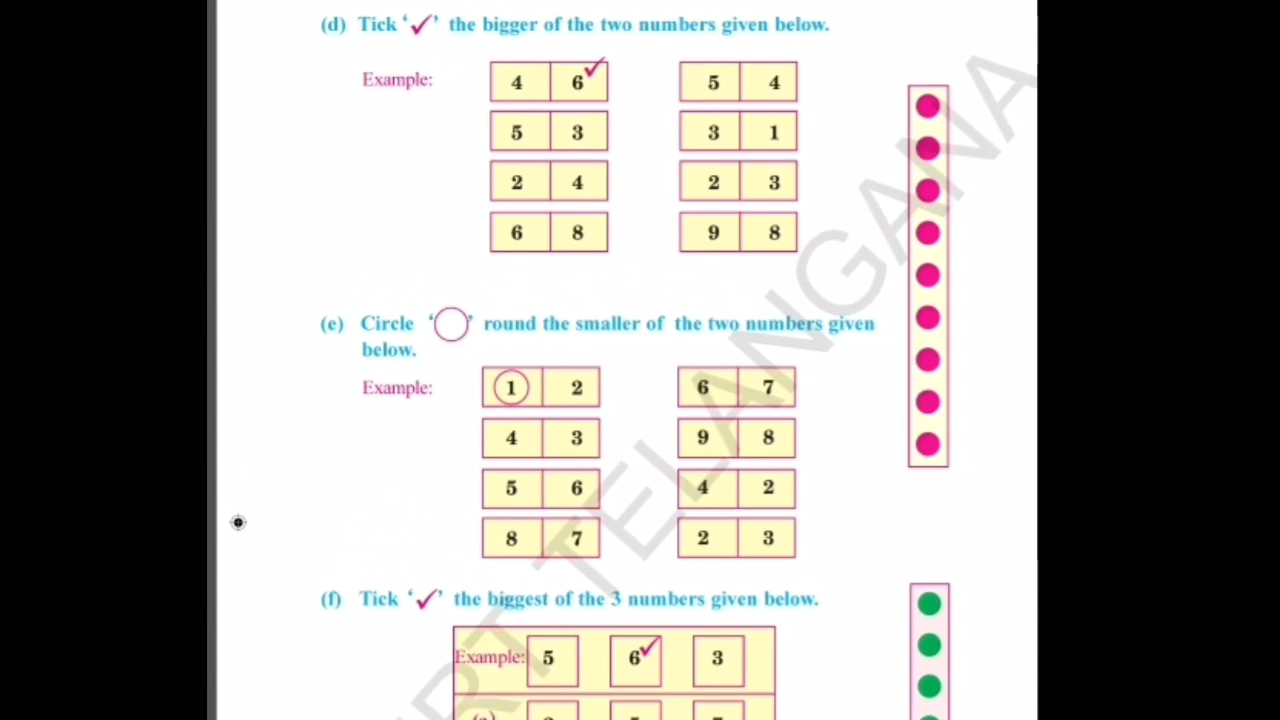 (d) Tick ‘✓’ the bigger of the two numbers given below.
Example: 4 6✓ 5 4
5 3 3 1
2 4 2 3
6 8 9 8
(e) Circle ‘◯’ round the smaller of the two numbers given
below.
Example: 1 2 6 7
4 3 9 8
5 6 4 2
8 7 2 3
(f) Tick ‘✓’ the biggest of the 3 numbers given below.
Example: 5 6✓ 3
TELANGANA